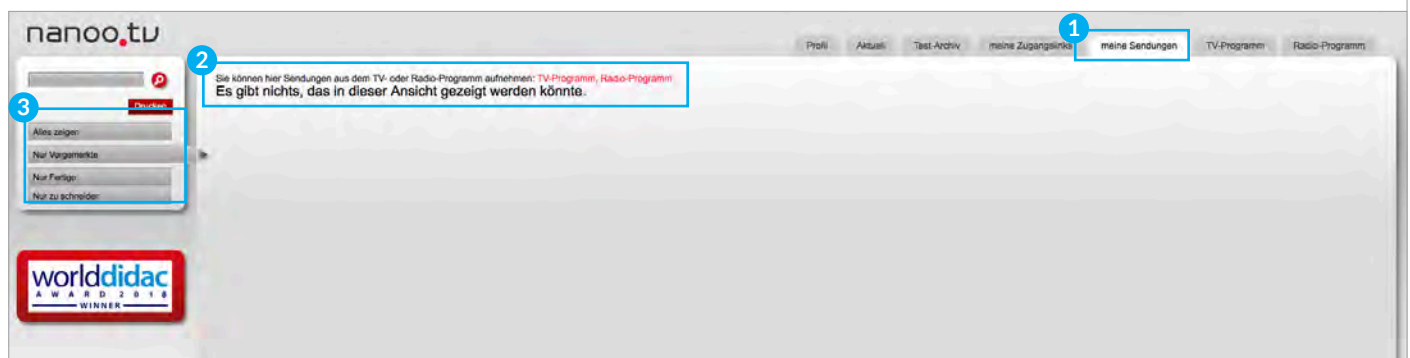 nanoo.tv
1
Profil Aktuell Test-Archiv meine Zugangslinks meine Sendungen TV-Programm Radio-Programm
2
Sie können hier Sendungen aus dem TV- oder Radio-Programm aufnehmen: TV-Programm, Radio-Programm
Es gibt nichts, das in dieser Ansicht gezeigt werden könnte.
Drucken
3
Alles zeigen
Nur Vorgemerkte
Nur Fertige
Nur zu schneiden
worlddidac
AWARD 2018
WINNER